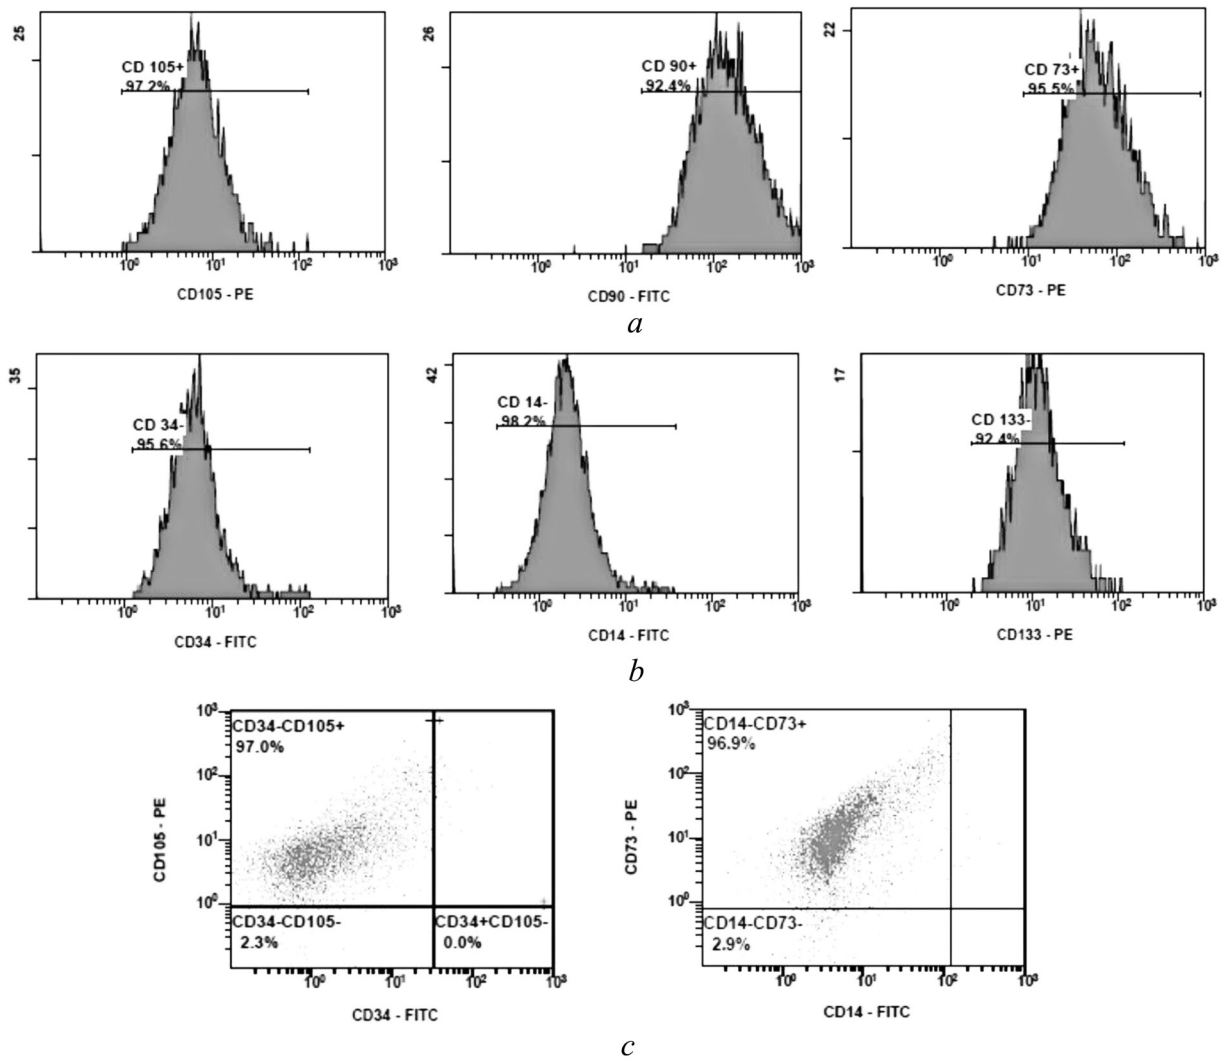 25
CD 105+
97.2%
10⁰ 10¹ 10² 10³
CD105 - PE
26
CD 90+
92.4%
10⁰ 10¹ 10² 10³
CD90 - FITC
22
CD 73+
95.5%
10⁰ 10¹ 10² 10³
CD73 - PE
a
35
CD 34-
95.6%
10⁰ 10¹ 10² 10³
CD34 - FITC
42
CD 14-
98.2%
10⁰ 10¹ 10² 10³
CD14 - FITC
17
CD 133-
92.4%
10⁰ 10¹ 10² 10³
CD133 - PE
b
10³
10²
10¹
10⁰
CD105 - PE
CD34-CD105+
97.0%
CD34-CD105-
2.3%
CD34+CD105-
0.0%
10⁰ 10¹ 10² 10³
CD34 - FITC
10³
10²
10¹
10⁰
CD73 - PE
CD14-CD73+
96.9%
CD14-CD73-
2.9%
10⁰ 10¹ 10² 10³
CD14 - FITC
c